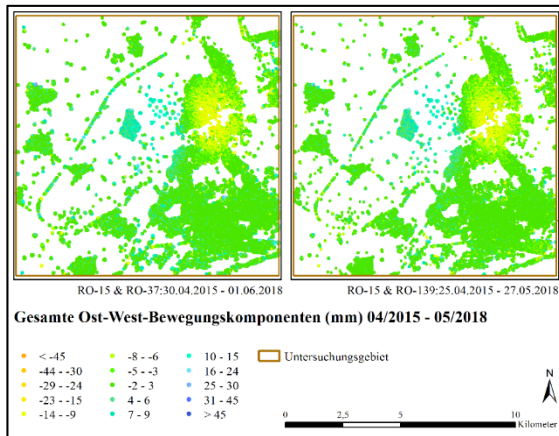 RO-15 & RO-37:30.04.2015 - 01.06.2018
RO-15 & RO-139:25.04.2015 - 27.05.2018
Gesamte Ost-West-Bewegungskomponenten (mm) 04/2015 - 05/2018
< -45
-44 - -30
-29 - -24
-23 - -15
-14 - -9
-8 - -6
-5 - -3
-2 - 3
4 - 6
7 - 9
10 - 15
16 - 24
25 - 30
31 - 45
> 45
Untersuchungsgebiet
N
0 2,5 5 10
Kilometer